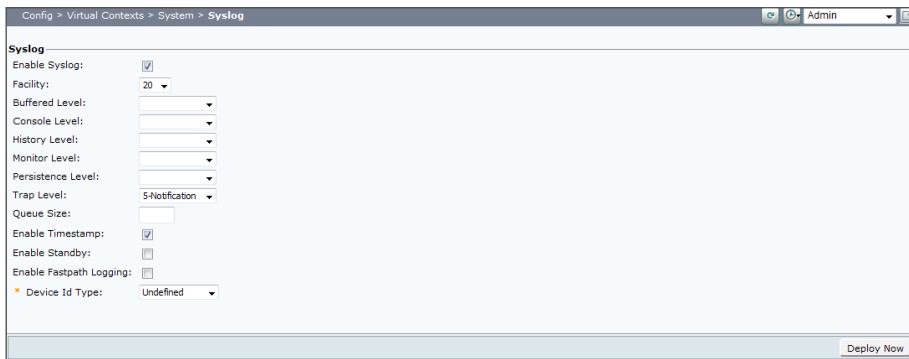 Config > Virtual Contexts > System > Syslog Admin
Syslog
Enable Syslog:
Facility: 20
Buffered Level:
Console Level:
History Level:
Monitor Level:
Persistence Level:
Trap Level: 5-Notification
Queue Size:
Enable Timestamp:
Enable Standby:
Enable Fastpath Logging:
* Device Id Type: Undefined
Deploy Now